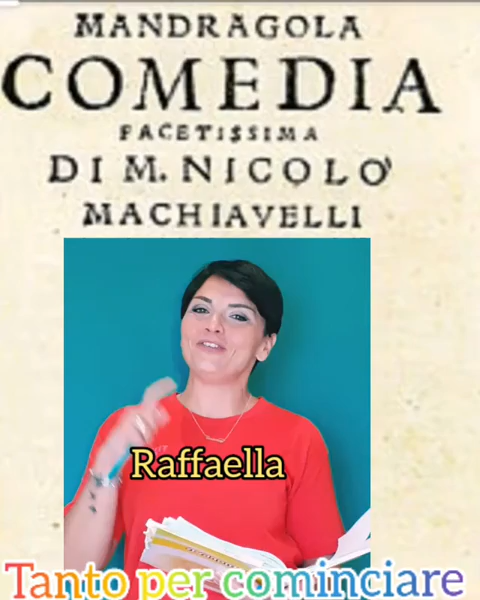 MANDRAGOLA
COMEDIA
FACETISSIMA
DI M. NICOLO'
MACHIAVELLI
Raffaella
Tanto per cominciare